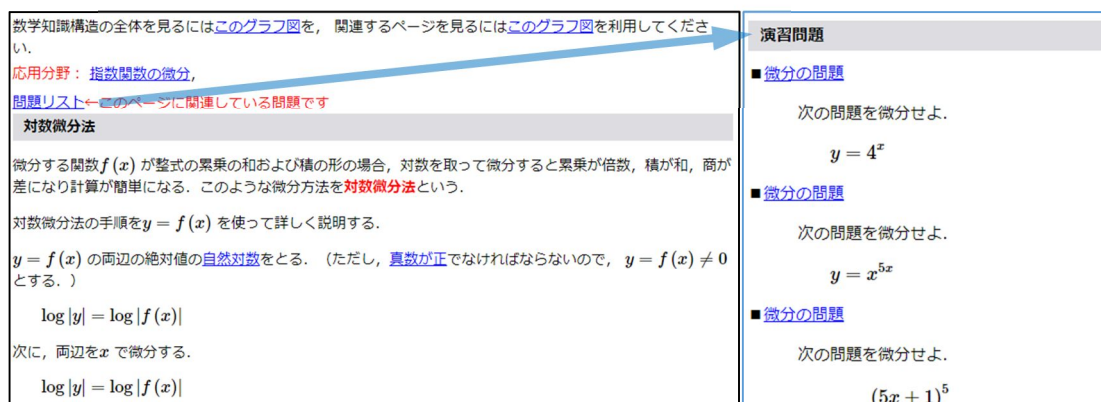 数学知識構造の全体を見るにはこのグラフ図を， 関連するページを見るにはこのグラフ図を利用してくださ
い．
応用分野： 指数関数の微分,
問題リスト←このページに関連している問題です
対数微分法
微分する関数f (x) が整式の累乗の和および積の形の場合，対数を取って微分すると累乗が倍数，積が和，商が
差になり計算が簡単になる．このような微分方法を対数微分法という．
対数微分法の手順をy = f (x) を使って詳しく説明する．
y = f (x) の両辺の絶対値の自然対数をとる．（ただし，真数が正でなければならないので， y = f (x) ≠ 0
とする．）
log |y| = log |f (x)|
次に，両辺をx で微分する．
log |y| = log |f (x)|
演習問題
■微分の問題
次の問題を微分せよ．
y = 4^x
■微分の問題
次の問題を微分せよ．
y = x^{5x}
■微分の問題
次の問題を微分せよ．
(5x + 1)^5